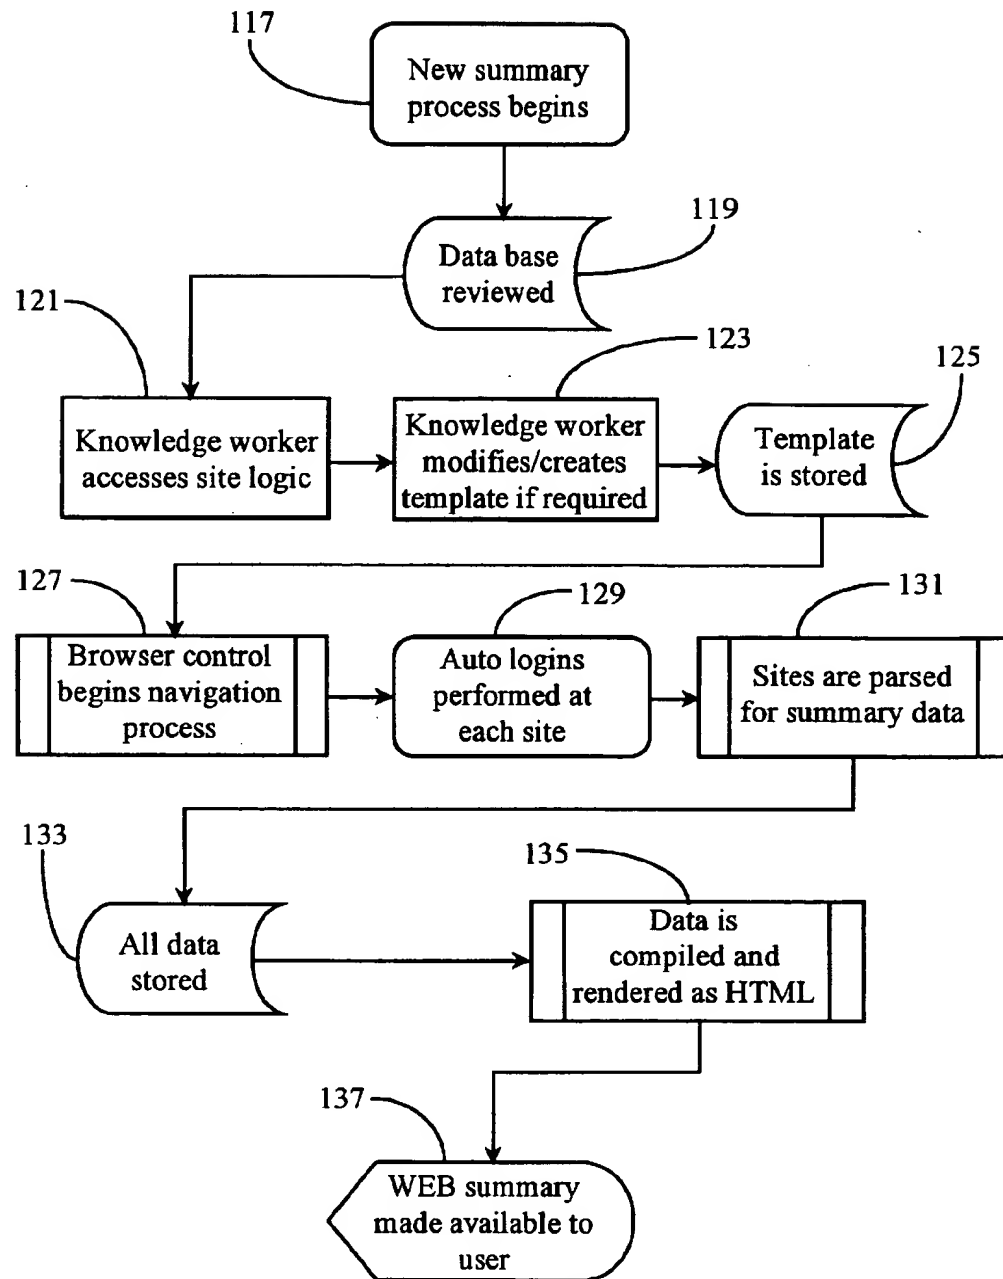 117
New summary
process begins
119
Data base
reviewed
121
123
125
Knowledge worker
accesses site logic
Knowledge worker
modifies/creates
template if required
Template
is stored
127
129
131
Browser control
begins navigation
process
Auto logins
performed at
each site
Sites are parsed
for summary data
133
135
All data
stored
Data is
compiled and
rendered as HTML
137
WEB summary
made available to
user